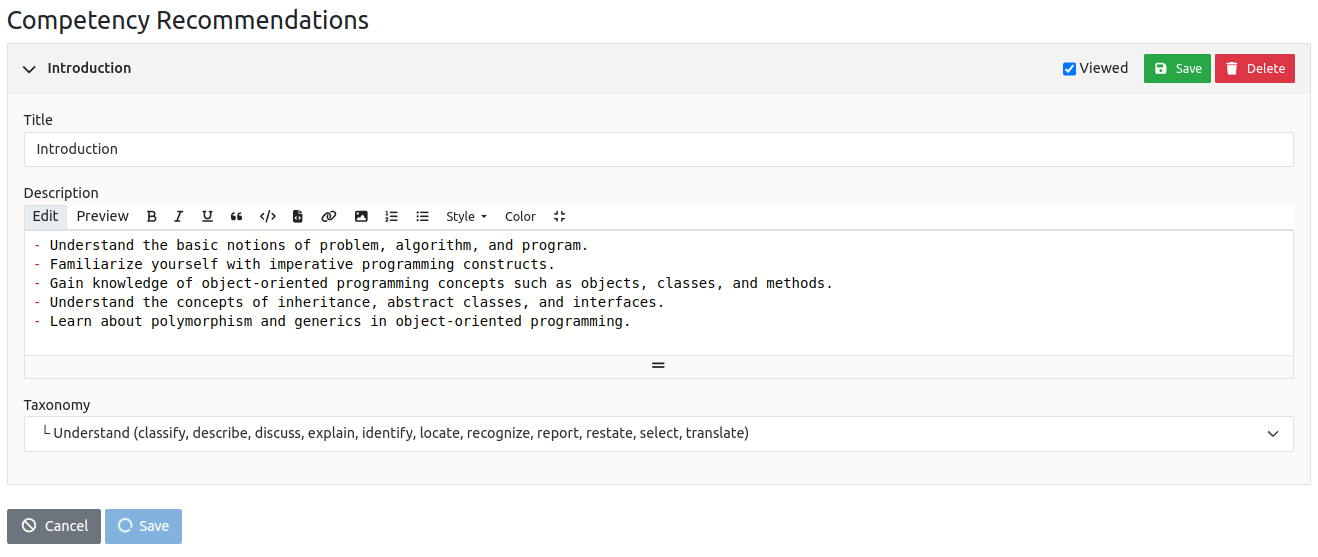 Competency Recommendations
Introduction
Viewed
Save
Delete
Title
Introduction
Description
Edit Preview B I U Style Color
- Understand the basic notions of problem, algorithm, and program.
- Familiarize yourself with imperative programming constructs.
- Gain knowledge of object-oriented programming concepts such as objects, classes, and methods.
- Understand the concepts of inheritance, abstract classes, and interfaces.
- Learn about polymorphism and generics in object-oriented programming.
Taxonomy
└ Understand (classify, describe, discuss, explain, identify, locate, recognize, report, restate, select, translate)
Cancel
Save